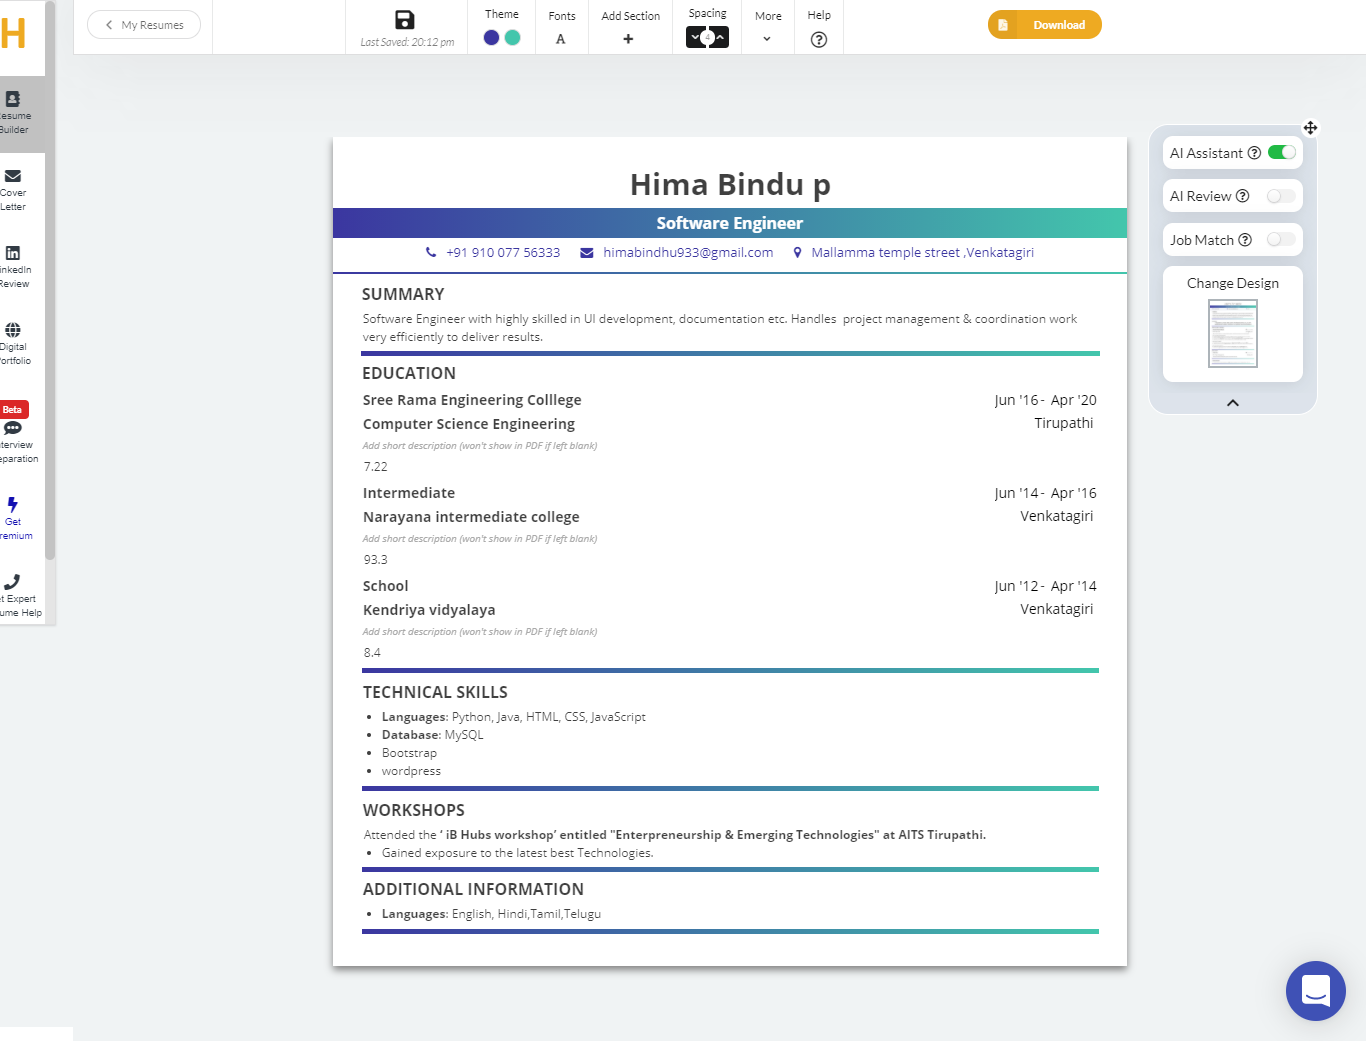 H
My Resumes
Last Saved: 20:12 pm
Theme
Fonts
A
Add Section
Spacing
4
More
Help
Download
esume
Builder
Cover
Letter
inkedIn
Review
Digital
ortfolio
Beta
terview
eparation
Get
remium
t Expert
ume Help
Hima Bindu p
Software Engineer
+91 910 077 56333 himabindhu933@gmail.com Mallamma temple street ,Venkatagiri
SUMMARY
Software Engineer with highly skilled in UI development, documentation etc. Handles  project management & coordination work
very efficiently to deliver results.
EDUCATION
Sree Rama Engineering Colllege Jun '16 - Apr '20
Computer Science Engineering Tirupathi
Add short description (won't show in PDF if left blank)
7.22
Intermediate Jun '14 - Apr '16
Narayana intermediate college Venkatagiri
Add short description (won't show in PDF if left blank)
93.3
School Jun '12 - Apr '14
Kendriya vidyalaya Venkatagiri
Add short description (won't show in PDF if left blank)
8.4
TECHNICAL SKILLS
• Languages: Python, Java, HTML, CSS, JavaScript
• Database: MySQL
• Bootstrap
• wordpress
WORKSHOPS
Attended the ‘ iB Hubs workshop’ entitled "Enterpreneurship & Emerging Technologies" at AITS Tirupathi.
• Gained exposure to the latest best Technologies.
ADDITIONAL INFORMATION
• Languages: English, Hindi,Tamil,Telugu
AI Assistant
AI Review
Job Match
Change Design